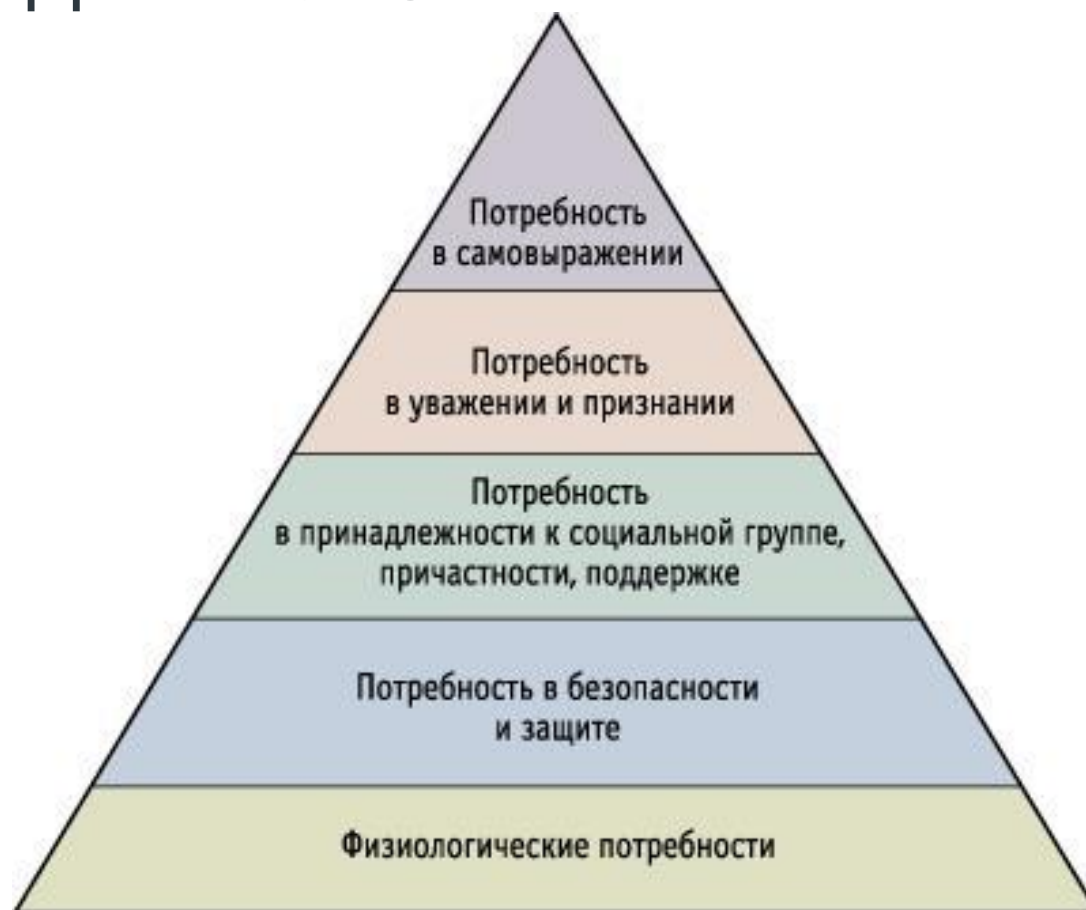 Потребность
в самовыражении
Потребность
в уважении и признании
Потребность
в принадлежности к социальной группе,
причастности, поддержке
Потребность в безопасности
и защите
Физиологические потребности